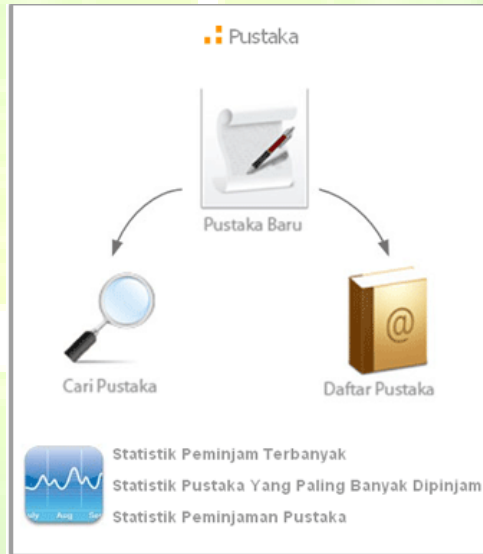 Pustaka
Pustaka Baru
Cari Pustaka
Daftar Pustaka
@
Statistik Peminjam Terbanyak
Statistik Pustaka Yang Paling Banyak Dipinjam
Statistik Peminjaman Pustaka
Aug